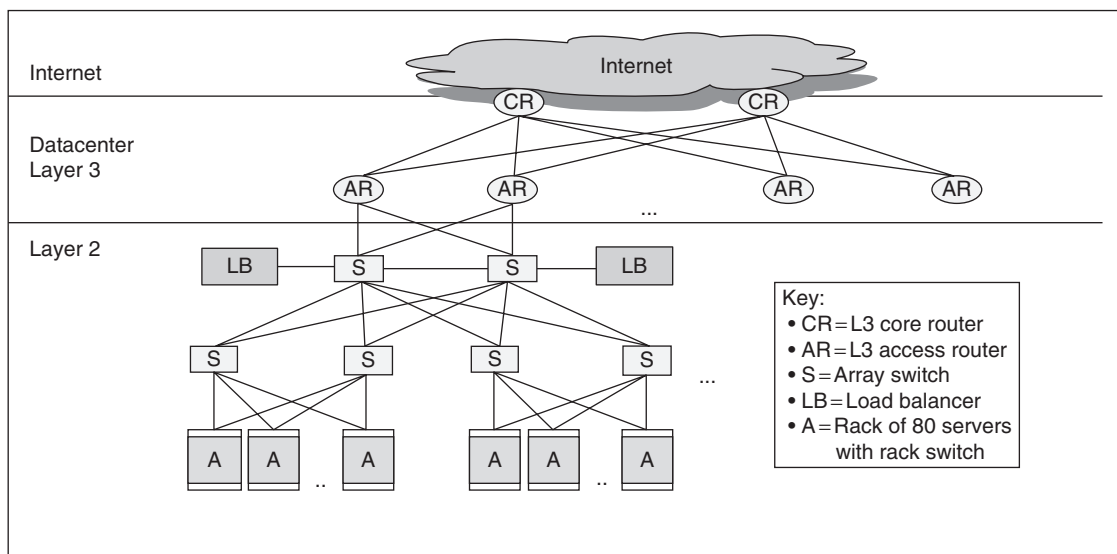 Internet
Internet
CR CR
Datacenter
Layer 3
AR AR AR AR
...
Layer 2
LB S S LB
S S S S ...
A A .. A A A .. A
Key:
• CR=L3 core router
• AR=L3 access router
• S=Array switch
• LB=Load balancer
• A=Rack of 80 servers
with rack switch